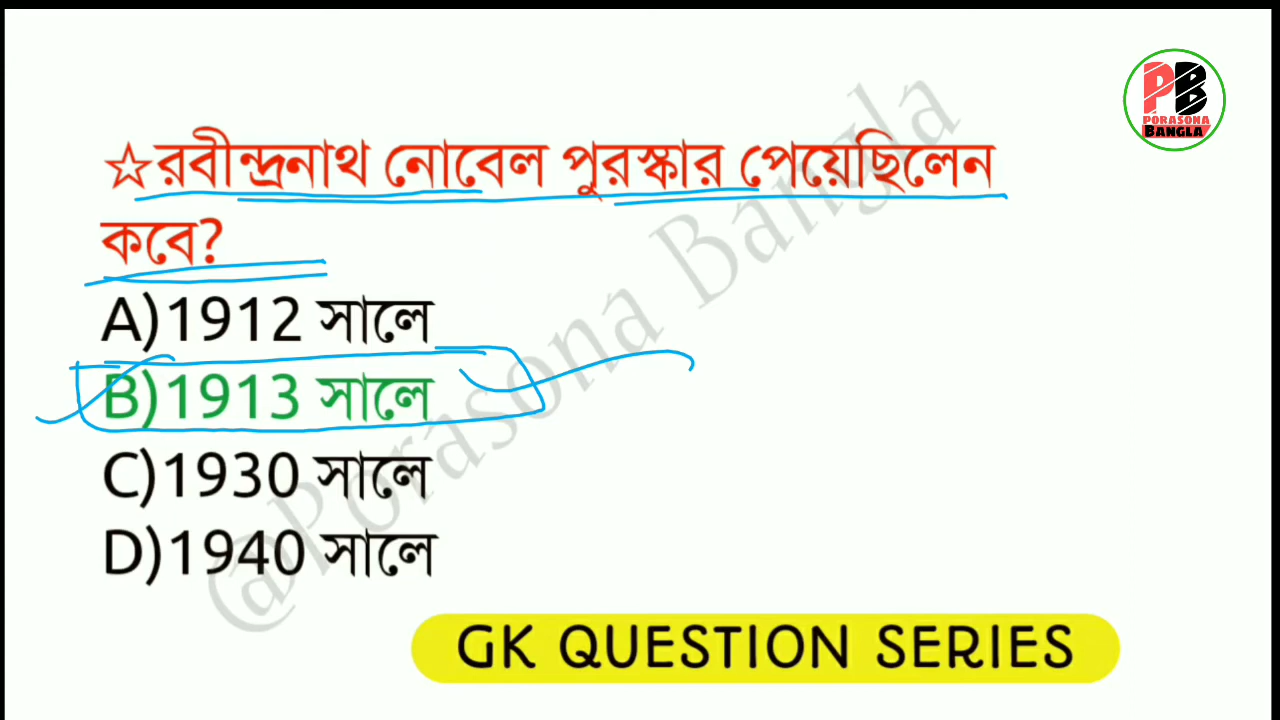 PB
PORASONA
BANGLA
☆রবীন্দ্রনাথ নোবেল পুরস্কার পেয়েছিলেন
কবে?
A)1912 সালে
B)1913 সালে
C)1930 সালে
D)1940 সালে
@Porasona Bangla
GK QUESTION SERIES